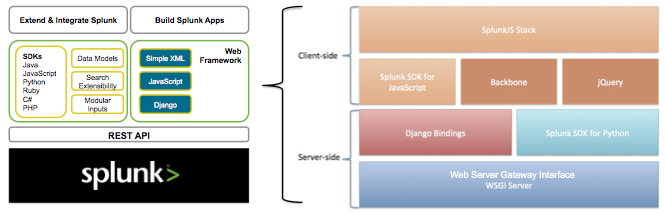 Extend & Integrate Splunk
Build Splunk Apps
SDKs
Java
JavaScript
Python
Ruby
C#
PHP
Data Models
Search
Extensibility
Modular
Inputs
Web
Framework
Simple XML
JavaScript
Django
REST API
splunk>
Client-side
SplunkJS Stack
Splunk SDK for
JavaScript
Backbone
jQuery
Server-side
Django Bindings
Splunk SDK for Python
Web Server Gateway Interface
WSGI Server